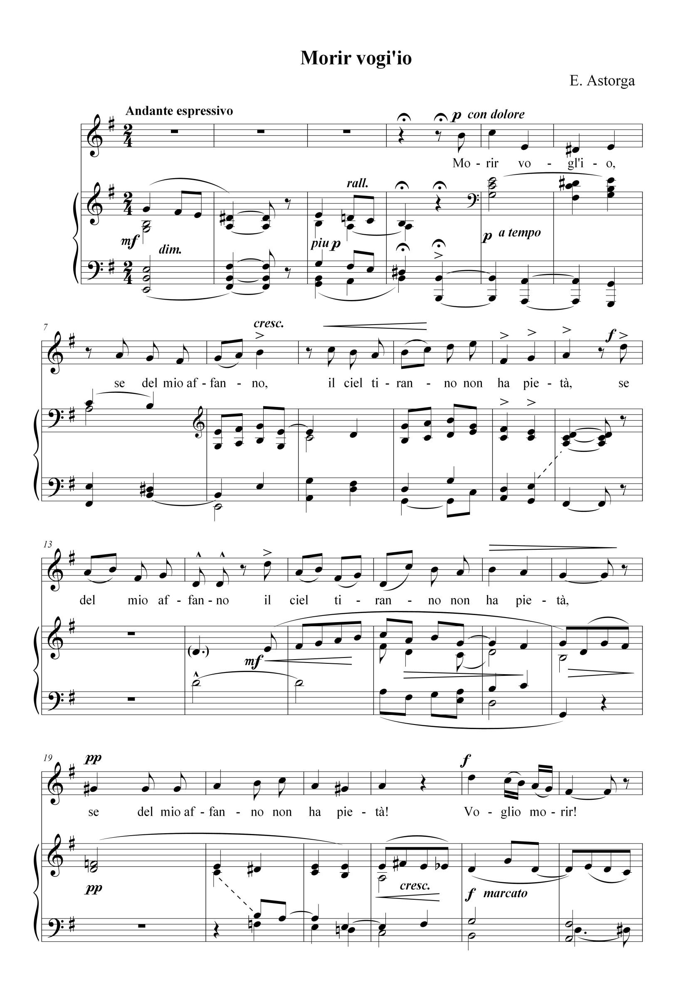 Morir vogi'io
E. Astorga
Andante espressivo
p con dolore
Mo - rir vo - gl'i - o,
rall.
mf
dim.
piu p
p a tempo
7
cresc.
f
se del mio af - fan - no, il ciel ti - ran - no non ha pie - tà, se
13
del mio af - fan - no il ciel ti - ran - no non ha pie - tà,
mf
19
pp
f
se del mio af - fan - no non ha pie - tà! Vo - glio mo - rir!
pp
cresc.
f marcato